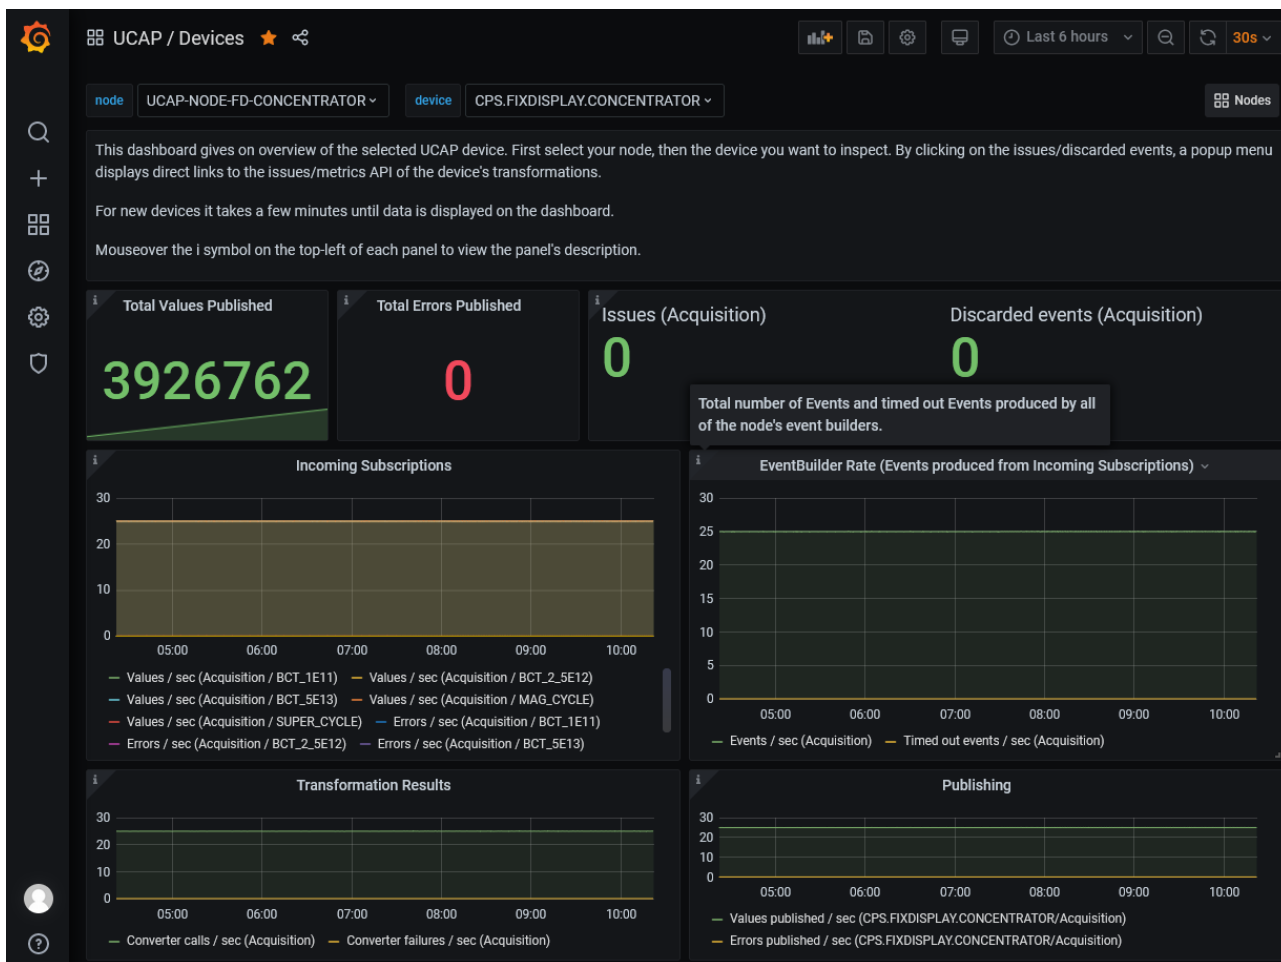 UCAP / Devices
Last 6 hours
30s
node UCAP-NODE-FD-CONCENTRATOR device CPS.FIXDISPLAY.CONCENTRATOR Nodes
This dashboard gives on overview of the selected UCAP device. First select your node, then the device you want to inspect. By clicking on the issues/discarded events, a popup menu
displays direct links to the issues/metrics API of the device's transformations.
For new devices it takes a few minutes until data is displayed on the dashboard.
Mouseover the i symbol on the top-left of each panel to view the panel's description.
i
Total Values Published
3926762
i
Total Errors Published
0
i
Issues (Acquisition)
0
Discarded events (Acquisition)
0
Total number of Events and timed out Events produced by all
of the node's event builders.
i
Incoming Subscriptions
30
20
10
0
05:00 06:00 07:00 08:00 09:00 10:00
Values / sec (Acquisition / BCT_1E11) Values / sec (Acquisition / BCT_2_5E12)
Values / sec (Acquisition / BCT_5E13) Values / sec (Acquisition / MAG_CYCLE)
Values / sec (Acquisition / SUPER_CYCLE) Errors / sec (Acquisition / BCT_1E11)
Errors / sec (Acquisition / BCT_2_5E12) Errors / sec (Acquisition / BCT_5E13)
i
EventBuilder Rate (Events produced from Incoming Subscriptions)
30
25
20
15
10
5
0
05:00 06:00 07:00 08:00 09:00 10:00
Events / sec (Acquisition) Timed out events / sec (Acquisition)
i
Transformation Results
30
20
10
0
05:00 06:00 07:00 08:00 09:00 10:00
Converter calls / sec (Acquisition) Converter failures / sec (Acquisition)
i
Publishing
30
20
10
0
05:00 06:00 07:00 08:00 09:00 10:00
Values published / sec (CPS.FIXDISPLAY.CONCENTRATOR/Acquisition)
Errors published / sec (CPS.FIXDISPLAY.CONCENTRATOR/Acquisition)